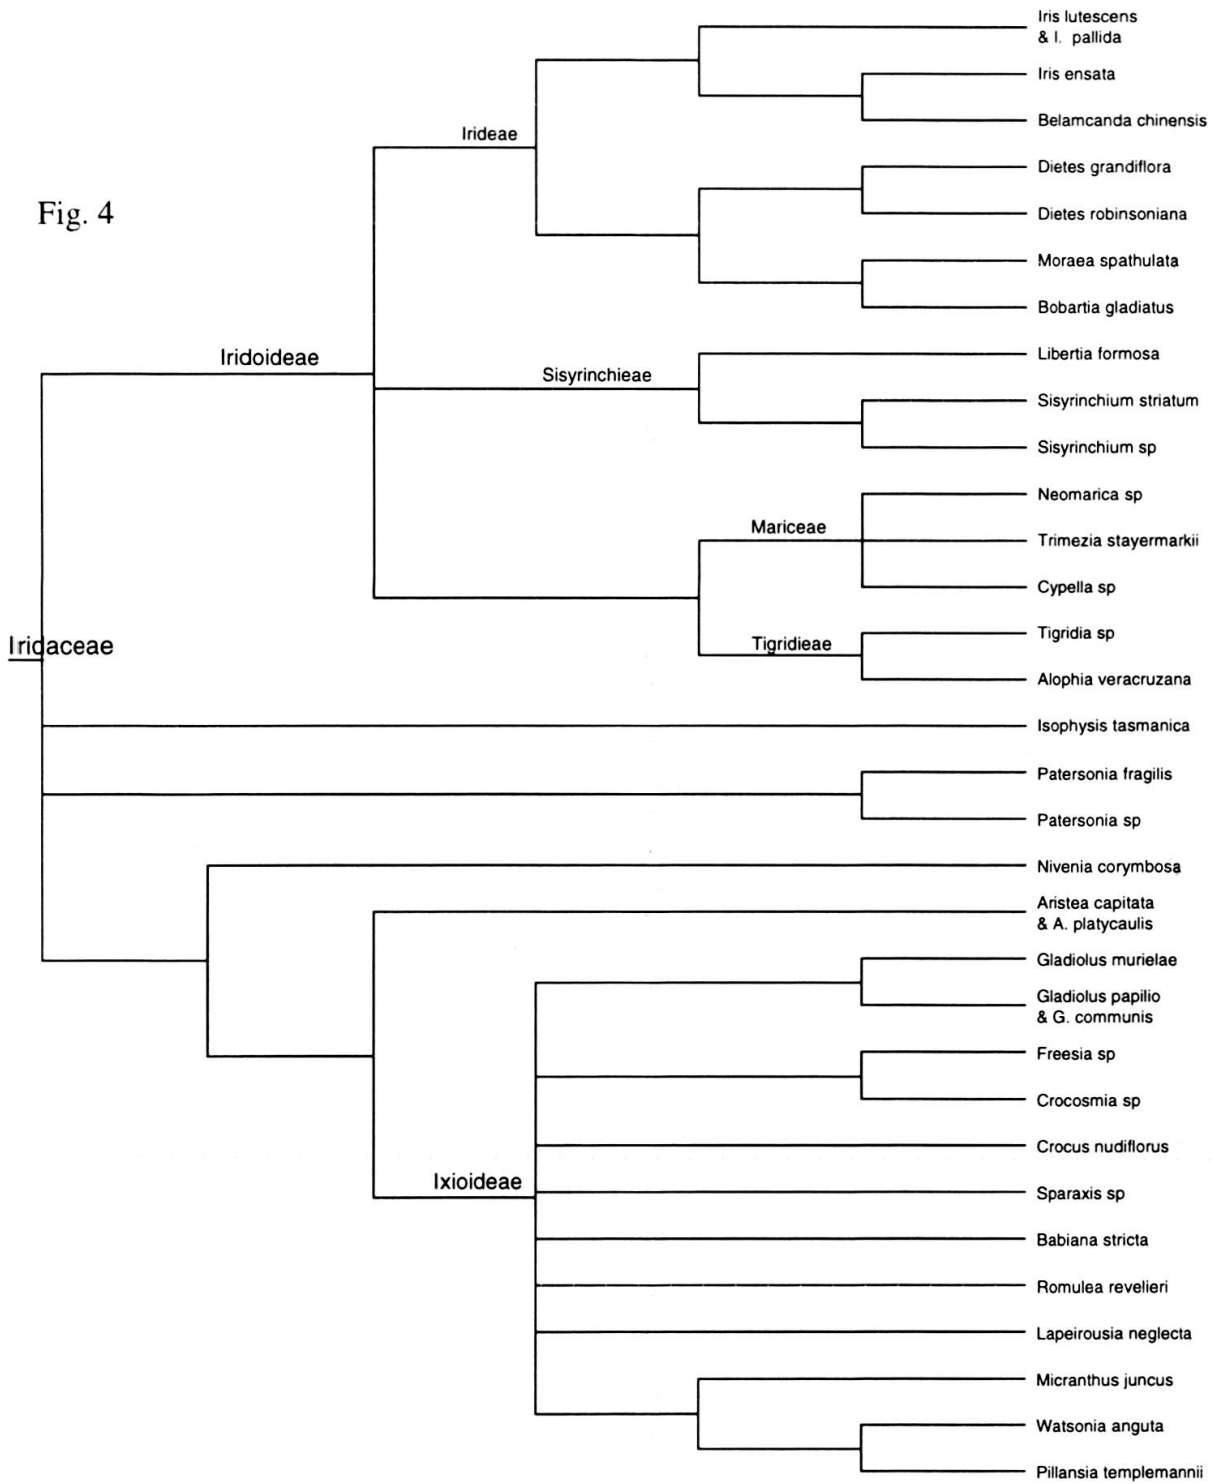 Iris lutescens
& I. pallida
Iris ensata
Irideae
Belamcanda chinensis
Dietes grandiflora
Fig. 4
Dietes robinsoniana
Moraea spathulata
Bobartia gladiatus
Iridoideae
Libertia formosa
Sisyrinchieae
Sisyrinchium striatum
Sisyrinchium sp
Neomarica sp
Mariceae
Trimezia stayermarkii
Cypella sp
Iridaceae
Tigridieae
Tigridia sp
Alophia veracruzana
Isophysis tasmanica
Patersonia fragilis
Patersonia sp
Nivenia corymbosa
Aristea capitata
& A. platycaulis
Gladiolus murielae
Gladiolus papilio
& G. communis
Freesia sp
Crocosmia sp
Crocus nudiflorus
Ixioideae
Sparaxis sp
Babiana stricta
Romulea revelieri
Lapeirousia neglecta
Micranthus juncus
Watsonia anguta
Pillansia templemannii